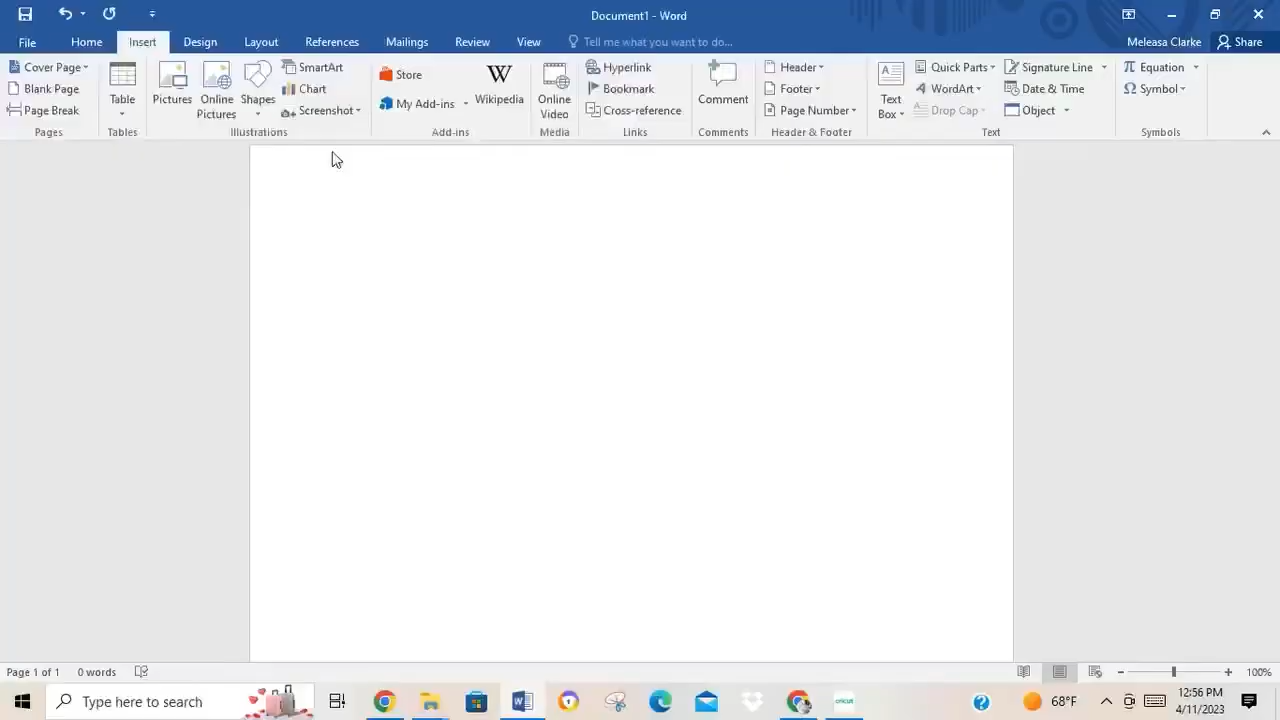 Document1 - Word
File Home Insert Design Layout References Mailings Review View Tell me what you want to do... Meleasa Clarke Share
Cover Page
Blank Page
Page Break
Pages
Table
Tables
Pictures
Online Pictures
Shapes
SmartArt
Chart
Screenshot
Illustrations
Store
My Add-ins
W
Wikipedia
Add-ins
Online Video
Media
Hyperlink
Bookmark
Cross-reference
Links
Comment
Comments
Header
Footer
Page Number
Header & Footer
A
Text Box
Quick Parts
WordArt
Drop Cap
Signature Line
Date & Time
Object
Text
π Equation
Ω Symbol
Symbols
Page 1 of 1 0 words 100%
Type here to search
cricut
68°F
12:56 PM
4/11/2023